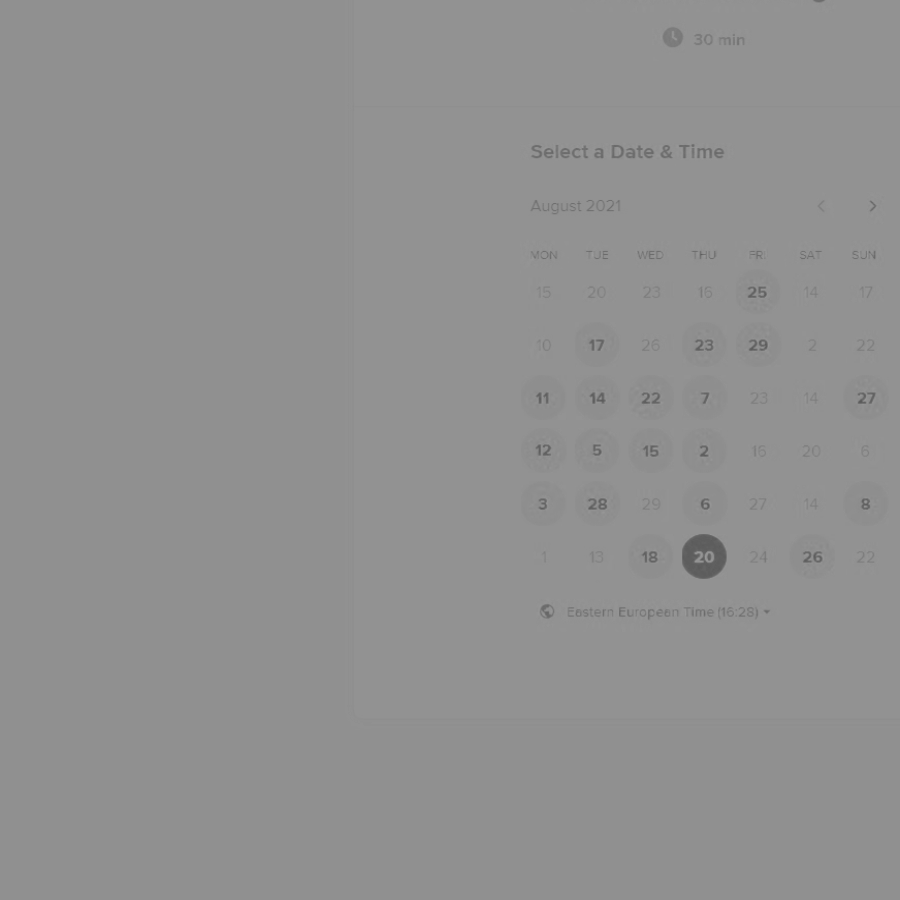 30 min
Select a Date & Time
August 2021
MON TUE WED THU FRI SAT SUN
15 20 23 16 25 14 17
10 17 26 23 29 2 22
11 14 22 7 23 14 27
12 5 15 2 16 20 6
3 28 29 6 27 14 8
1 13 18 20 24 26 22
Eastern European Time (16:28)